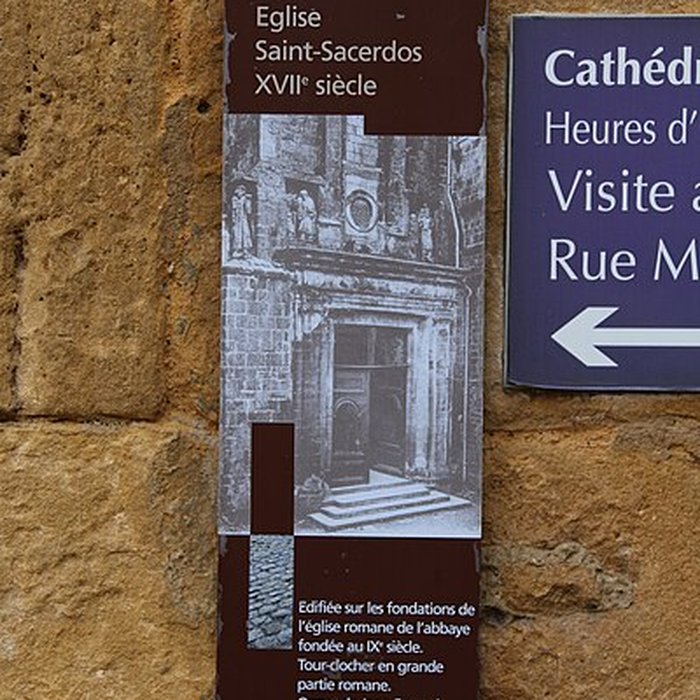 Eglise
Saint-Sacerdos
XVIIe siècle
Edifiée sur les fondations de
l'église romane de l'abbaye
fondée au IXe siècle.
Tour-clocher en grande
partie romane.
Heures d'
Visite
Rue